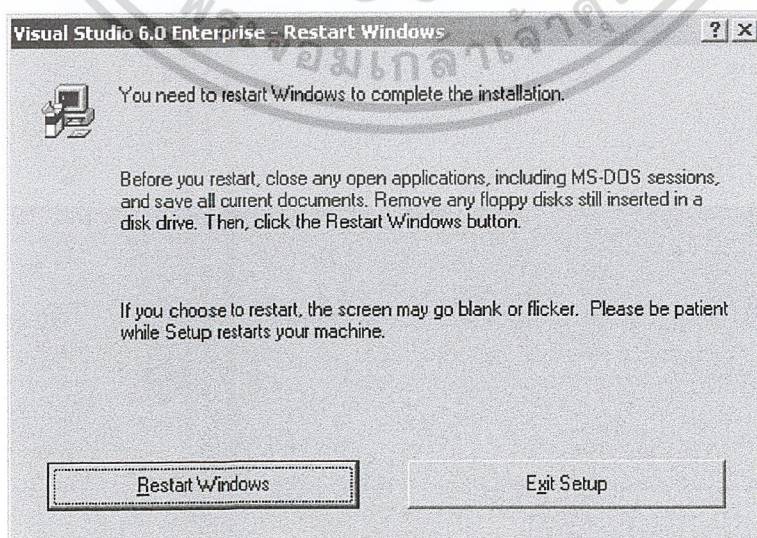 Visual Studio 6.0 Enterprise - Restart Windows
You need to restart Windows to complete the installation.
Before you restart, close any open applications, including MS-DOS sessions,
and save all current documents. Remove any floppy disks still inserted in a
disk drive. Then, click the Restart Windows button.
If you choose to restart, the screen may go blank or flicker. Please be patient
while Setup restarts your machine.
Restart Windows
Exit Setup